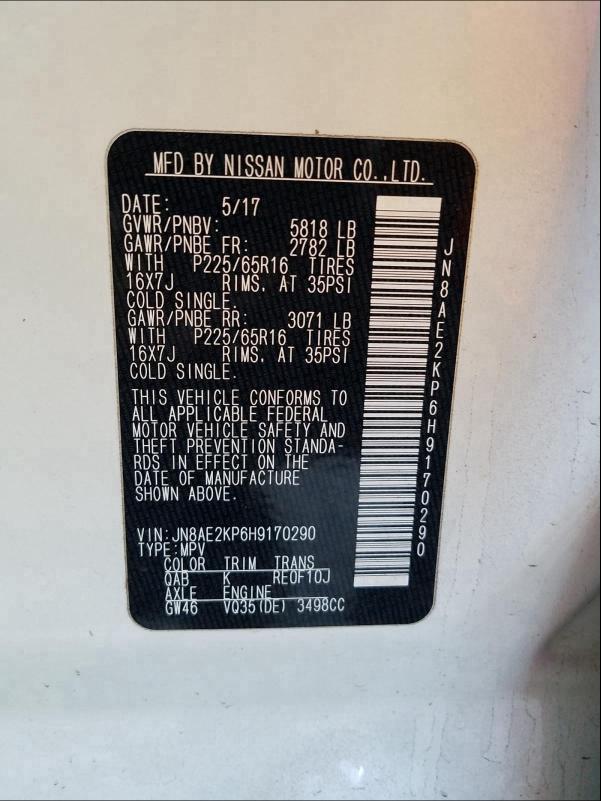 MFD BY NISSAN MOTOR CO.,LTD.
DATE: 5/17
GVWR/PNBV: 5818 LB
GAWR/PNBE FR: 2782 LB
WITH P225/65R16 TIRES
16X7J RIMS. AT 35PSI
COLD SINGLE.
GAWR/PNBE RR: 3071 LB
WITH P225/65R16 TIRES
16X7J RIMS. AT 35PSI
COLD SINGLE.
THIS VEHICLE CONFORMS TO
ALL APPLICABLE FEDERAL
MOTOR VEHICLE SAFETY AND
THEFT PREVENTION STANDA-
RDS IN EFFECT ON THE
DATE OF MANUFACTURE
SHOWN ABOVE.
VIN:JN8AE2KP6H9170290
TYPE:MPV
COLOR TRIM TRANS
QAB K RE0F10J
AXLE ENGINE
GW46 VQ35(DE) 3498CC
JN8AE2KP6H9170290